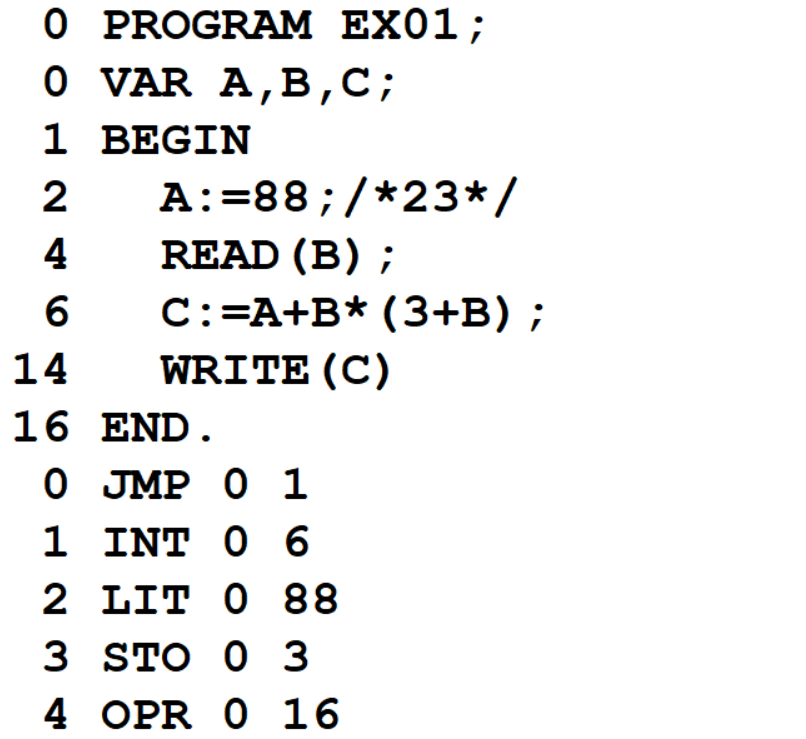 0 PROGRAM EX01;
0 VAR A,B,C;
1 BEGIN
2 A:=88;/*23*/
4 READ(B);
6 C:=A+B*(3+B);
14 WRITE(C)
16 END.
0 JMP 0 1
1 INT 0 6
2 LIT 0 88
3 STO 0 3
4 OPR 0 16